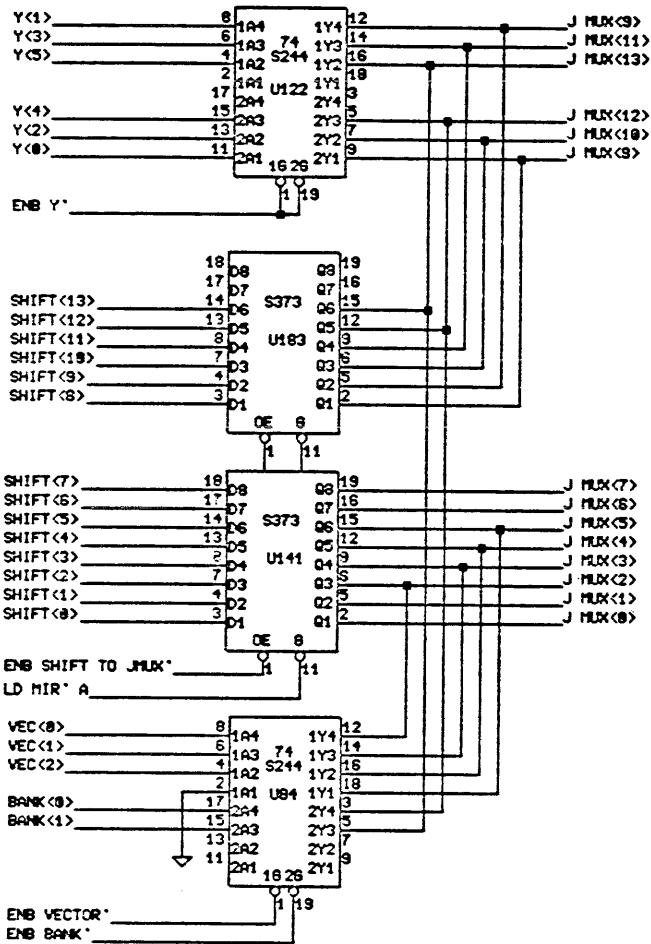 Y<1> 8 1A4 74 1Y4 12 J MUX<9>
Y<3> 6 1A3 S244 1Y3 14 J MUX<11>
Y<5> 4 1A2 1Y2 16 J MUX<13>
2 1A1 U122 1Y1 18
17 2A4 2Y4 3
Y<4> 15 2A3 2Y3 5 J MUX<12>
Y<2> 13 2A2 2Y2 7 J MUX<10>
Y<0> 11 2A1 2Y1 9 J MUX<9>
1G 2G
1 19
ENB Y'
18 D8 Q8 19
17 D7 S373 Q7 16
SHIFT<13> 14 D6 Q6 15
SHIFT<12> 13 D5 U183 Q5 12
SHIFT<11> 8 D4 Q4 9
SHIFT<10> 7 D3 Q3 6
SHIFT<9> 4 D2 Q2 5
SHIFT<8> 3 D1 Q1 2
OE G
1 11
SHIFT<7> 18 D8 Q8 19 J MUX<7>
SHIFT<6> 17 D7 Q7 16 J MUX<6>
SHIFT<5> 14 D6 S373 Q6 15 J MUX<5>
SHIFT<4> 13 D5 Q5 12 J MUX<4>
SHIFT<3> 8 D4 U141 Q4 9 J MUX<3>
SHIFT<2> 7 D3 Q3 6 J MUX<2>
SHIFT<1> 4 D2 Q2 5 J MUX<1>
SHIFT<0> 3 D1 Q1 2 J MUX<0>
OE G
ENB SHIFT TO JMUX' 1 11
LD MIR' A
VEC<0> 8 1A4 1Y4 12
VEC<1> 6 1A3 74 1Y3 14
VEC<2> 4 1A2 S244 1Y2 16
2 1A1 U84 1Y1 18
BANK<0> 17 2A4 2Y4 3
BANK<1> 15 2A3 2Y3 5
13 2A2 2Y2 7
11 2A1 2Y1 9
1G 2G
1 19
ENB VECTOR'
ENB BANK'